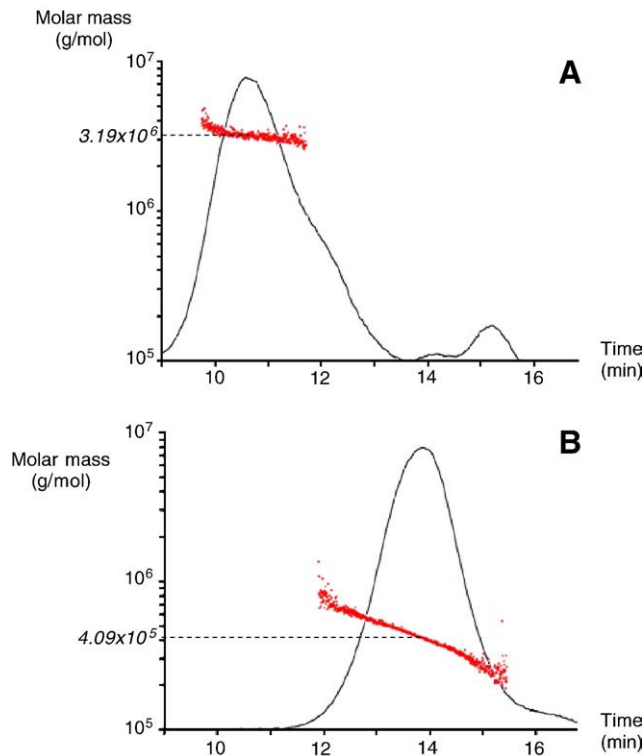 Molar mass
(g/mol)
A
10⁷
3.19x10⁶
10⁶
10⁵
Time
(min)
10 12 14 16
B
10⁷
Molar mass
(g/mol)
10⁶
4.09x10⁵
10⁵
Time
(min)
10 12 14 16